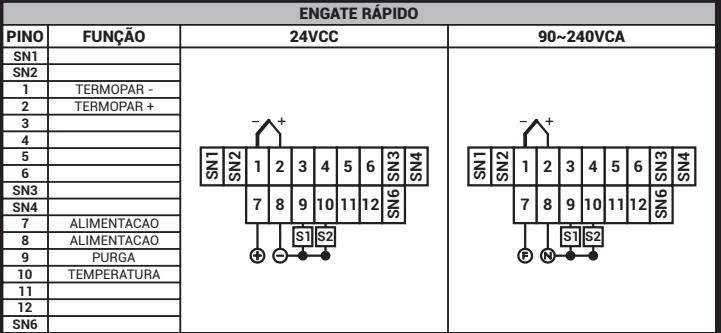 ENGATE RÁPIDO
PINO FUNÇÃO 24VCC 90~240VCA
SN1
SN2
1 TERMOPAR -
2 TERMOPAR +
3
4
5
6
SN3
SN4
7 ALIMENTACAO
8 ALIMENTACAO
9 PURGA
10 TEMPERATURA
11
12
SN6
- +
SN1 SN2 1 2 3 4 5 6 SN3 SN4
7 8 9 10 11 12 SN6
S1 S2
+ -
- +
SN1 SN2 1 2 3 4 5 6 SN3 SN4
7 8 9 10 11 12 SN6
S1 S2
F N